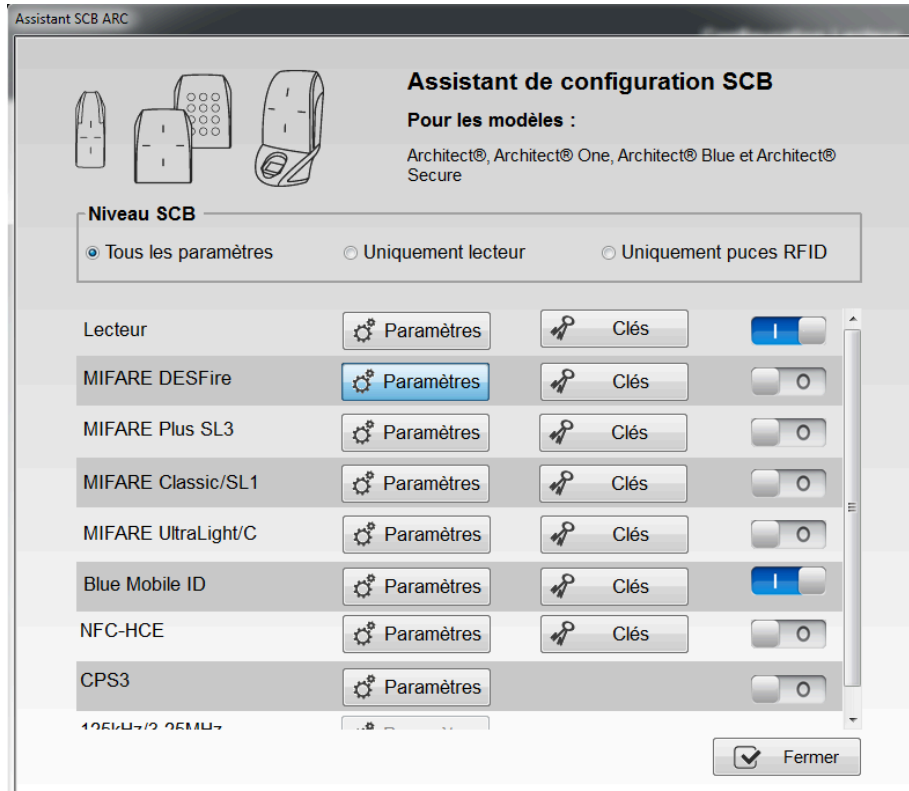 Assistant SCB ARC
Assistant de configuration SCB
Pour les modèles :
Architect®, Architect® One, Architect® Blue et Architect®
Secure
Niveau SCB
Tous les paramètres Uniquement lecteur Uniquement puces RFID
Lecteur Paramètres Clés I
MIFARE DESFire Paramètres Clés O
MIFARE Plus SL3 Paramètres Clés O
MIFARE Classic/SL1 Paramètres Clés O
MIFARE UltraLight/C Paramètres Clés O
Blue Mobile ID Paramètres Clés I
NFC-HCE Paramètres Clés O
CPS3 Paramètres O
125kHz/3.25MHz
Fermer